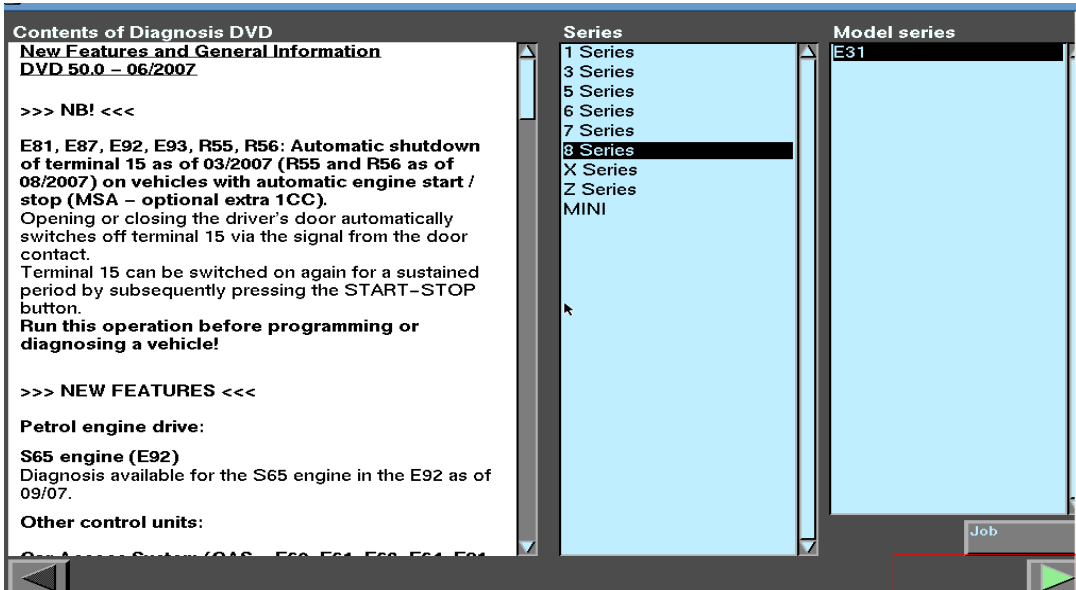 Contents of Diagnosis DVD
New Features and General Information
DVD 50.0 – 06/2007
>>> NB! <<<
E81, E87, E92, E93, R55, R56: Automatic shutdown
of terminal 15 as of 03/2007 (R55 and R56 as of
08/2007) on vehicles with automatic engine start /
stop (MSA – optional extra 1CC).
Opening or closing the driver's door automatically
switches off terminal 15 via the signal from the door
contact.
Terminal 15 can be switched on again for a sustained
period by subsequently pressing the START–STOP
button.
Run this operation before programming or
diagnosing a vehicle!
>>> NEW FEATURES <<<
Petrol engine drive:
S65 engine (E92)
Diagnosis available for the S65 engine in the E92 as of
09/07.
Other control units:
Series
1 Series
3 Series
5 Series
6 Series
7 Series
8 Series
X Series
Z Series
MINI
Model series
E31
Job